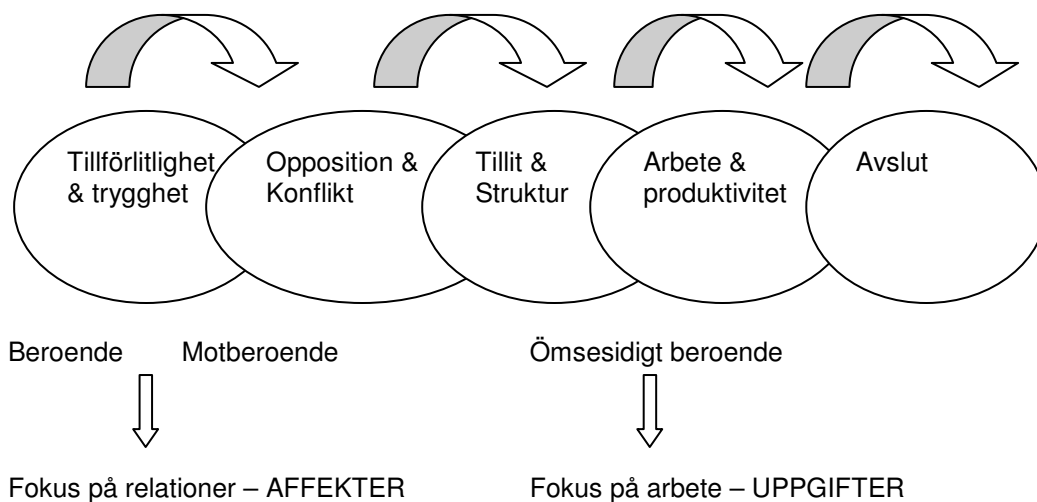 Tillförlitlighet
& trygghet
Opposition &
Konflikt
Tillit &
Struktur
Arbete &
produktivitet
Avslut
Beroende
Motberoende
Ömsesidigt beroende
Fokus på relationer – AFFEKTER
Fokus på arbete – UPPGIFTER